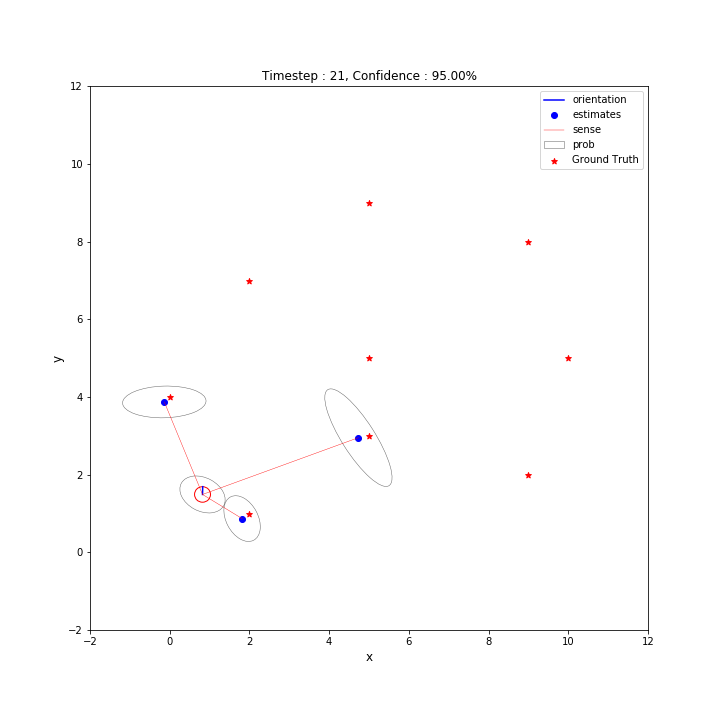 Timestep : 21, Confidence : 95.00%
orientation
estimates
sense
prob
Ground Truth
12
10
8
6
4
2
0
−2
y
−2
0
2
4
6
8
10
12
x